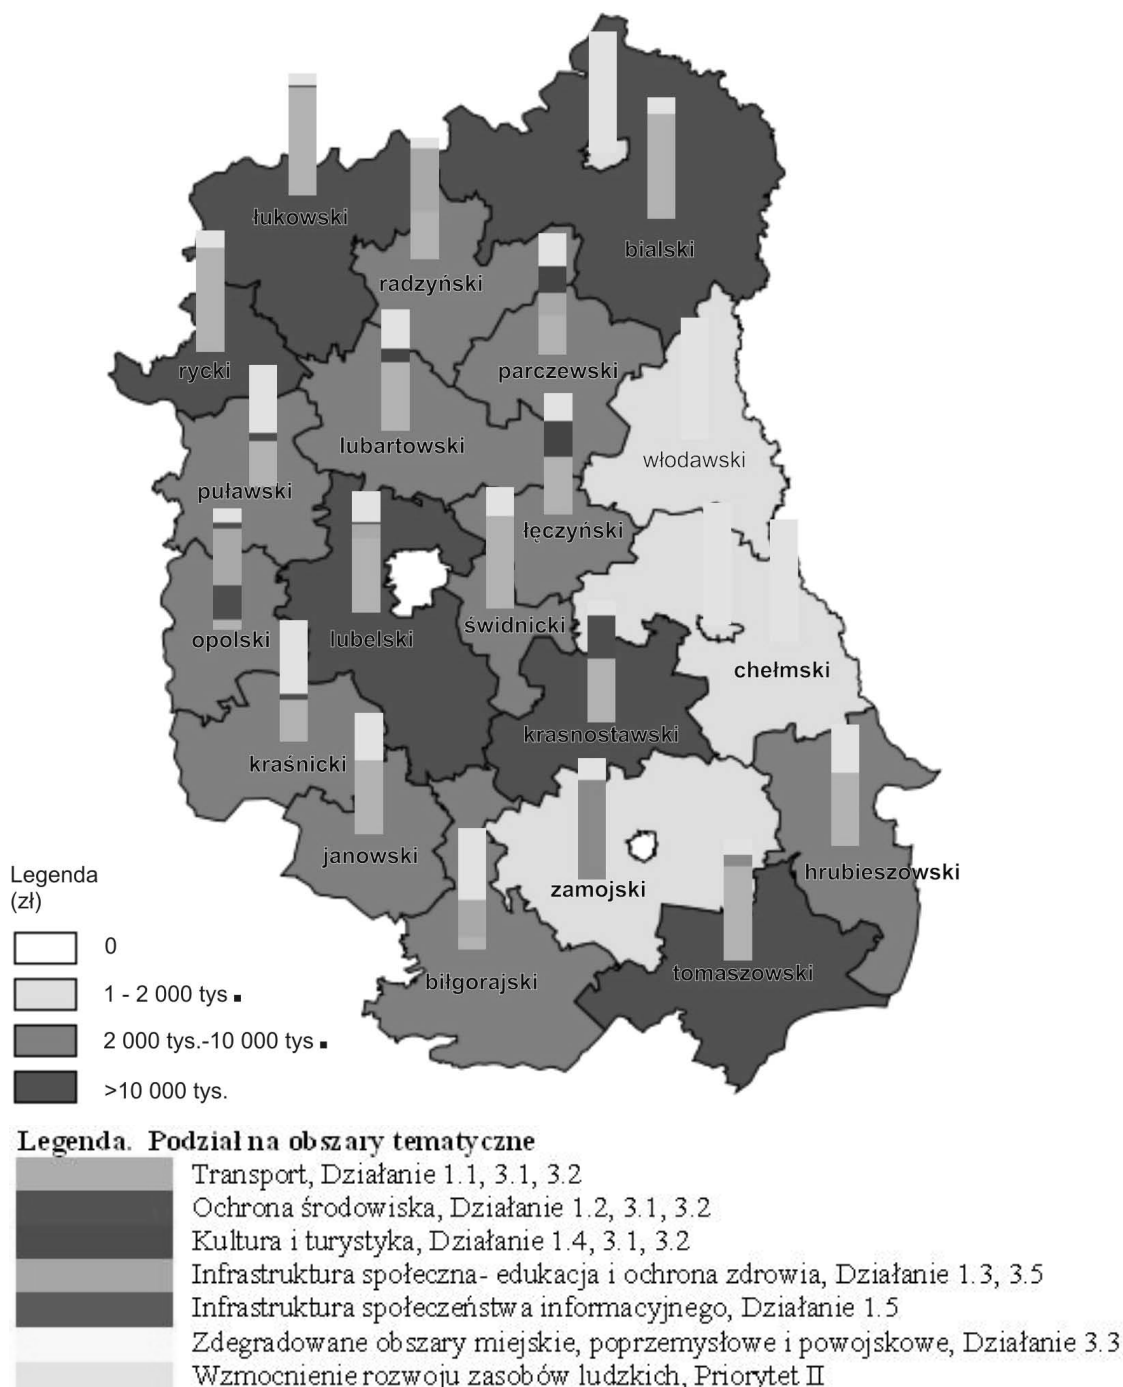 łukowski
bialski
radzyński
rycki
parczewski
lubartowski
włodawski
puławski
łęczyński
opolski
lubelski
świdnicki
chełmski
krasnostawski
kraśnicki
janowski
zamojski
hrubieszowski
tomaszowski
biłgorajski
Legenda
(zł)
0
1 - 2 000 tys.
2 000 tys.-10 000 tys.
>10 000 tys.
Legenda. Podział na obszary tematyczne
Transport, Działanie 1.1, 3.1, 3.2
Ochrona środowiska, Działanie 1.2, 3.1, 3.2
Kultura i turystyka, Działanie 1.4, 3.1, 3.2
Infrastruktura społeczna- edukacja i ochrona zdrowia, Działanie 1.3, 3.5
Infrastruktura społeczeństwa informacyjnego, Działanie 1.5
Zdegradowane obszary miejskie, poprzemysłowe i powojskowe, Działanie 3.3
Wzmocnienie rozwoju zasobów ludzkich, Priorytet II